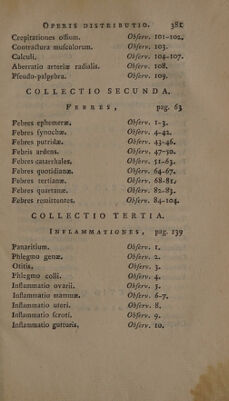 OPERIS DISTRIBUTIO. 381
Crepitationes ossium. Observ. 101-102.
Contractura musculorum. Observ. 103.
Calculi. Observ. 104-107.
Aberratio arteriæ radialis. Observ. 108.
Pseudo-palpebra. Observ. 109.
COLLECTIO SECUNDA.
FEBRES, pag. 63
Febres ephemeræ. Observ. 1-3.
Febres synochæ. Observ. 4-42.
Febres putridæ. Observ. 43-46.
Febris ardens. Observ. 47-50.
Febres catarrhales. Observ. 51-63.
Febres quotidianæ. Observ. 64-67.
Febres tertianæ. Observ. 68-81.
Febres quartanæ. Observ. 82-83.
Febres remittentes. Observ. 84-104.
COLLECTIO TERTIA.
INFLAMMATIONES, pag. 139
Panaritium. Observ. 1.
Phlegmo genæ. Observ. 2.
Otitis. Observ. 3.
Phlegmo colli. Observ. 4.
Inflammatio ovarii. Observ. 5.
Inflammatio mammæ. Observ. 6-7.
Inflammatio uteri. Observ. 8.
Inflammatio scroti. Observ. 9.
Inflammatio gutturis. Observ. 10.